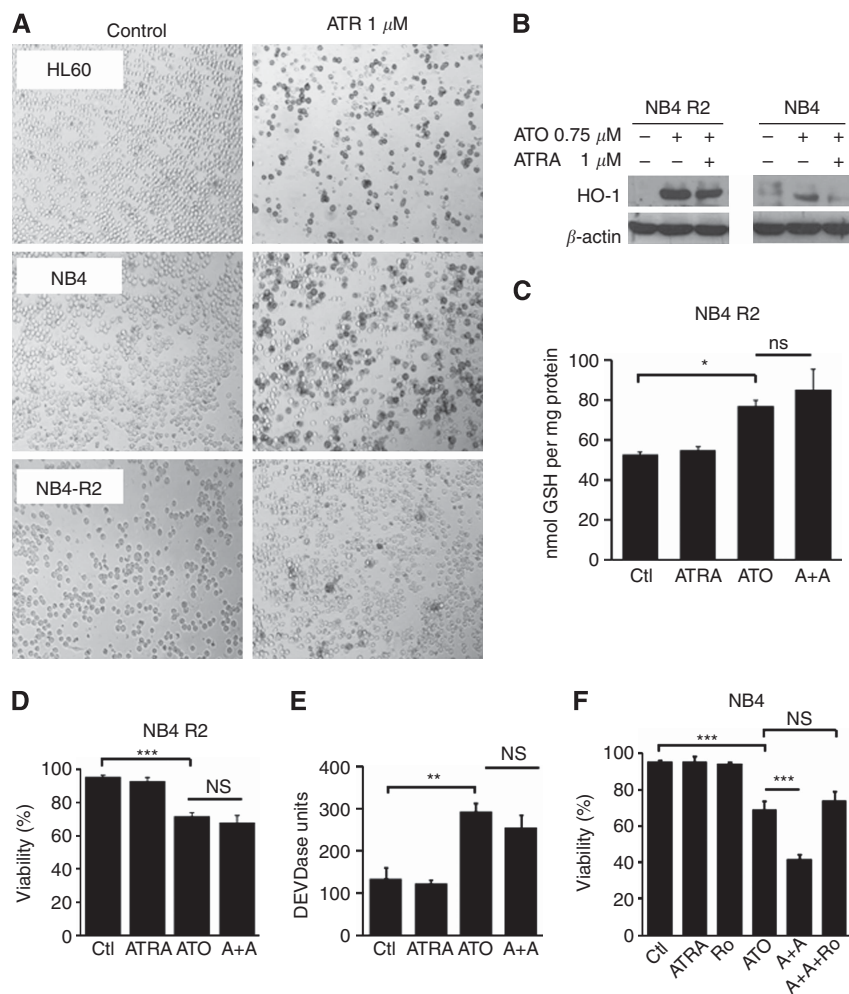 A
Control
ATR 1 μM
HL60
NB4
NB4-R2
B
NB4 R2 NB4
ATO 0.75 μM – + + – + +
ATRA 1 μM – – + – – +
HO-1
β-actin
C
NB4 R2
nmol GSH per mg protein
100
80
60
40
20
0
*
ns
Ctl ATRA ATO A+A
D
NB4 R2
Viability (%)
100
80
60
40
20
0
***
NS
Ctl ATRA ATO A+A
E
DEVDase units
400
300
200
100
0
**
NS
Ctl ATRA ATO A+A
F
NB4
Viability (%)
100
80
60
40
20
0
***
NS
***
Ctl ATRA Ro ATO A+A A+A+Ro